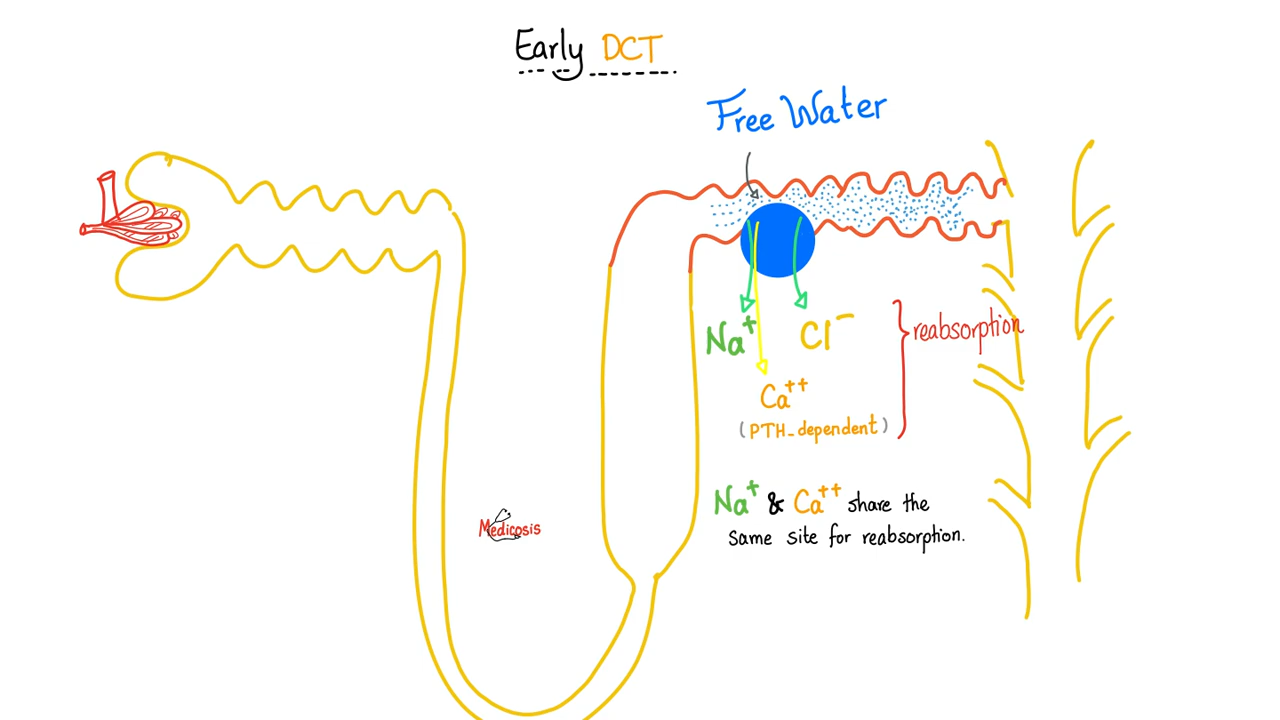 Early DCT
Free Water
Na+ Cl−
reabsorption
Ca++
(PTH-dependent)
Na+ & Ca++ share the
Same site for reabsorption.
Medicosis